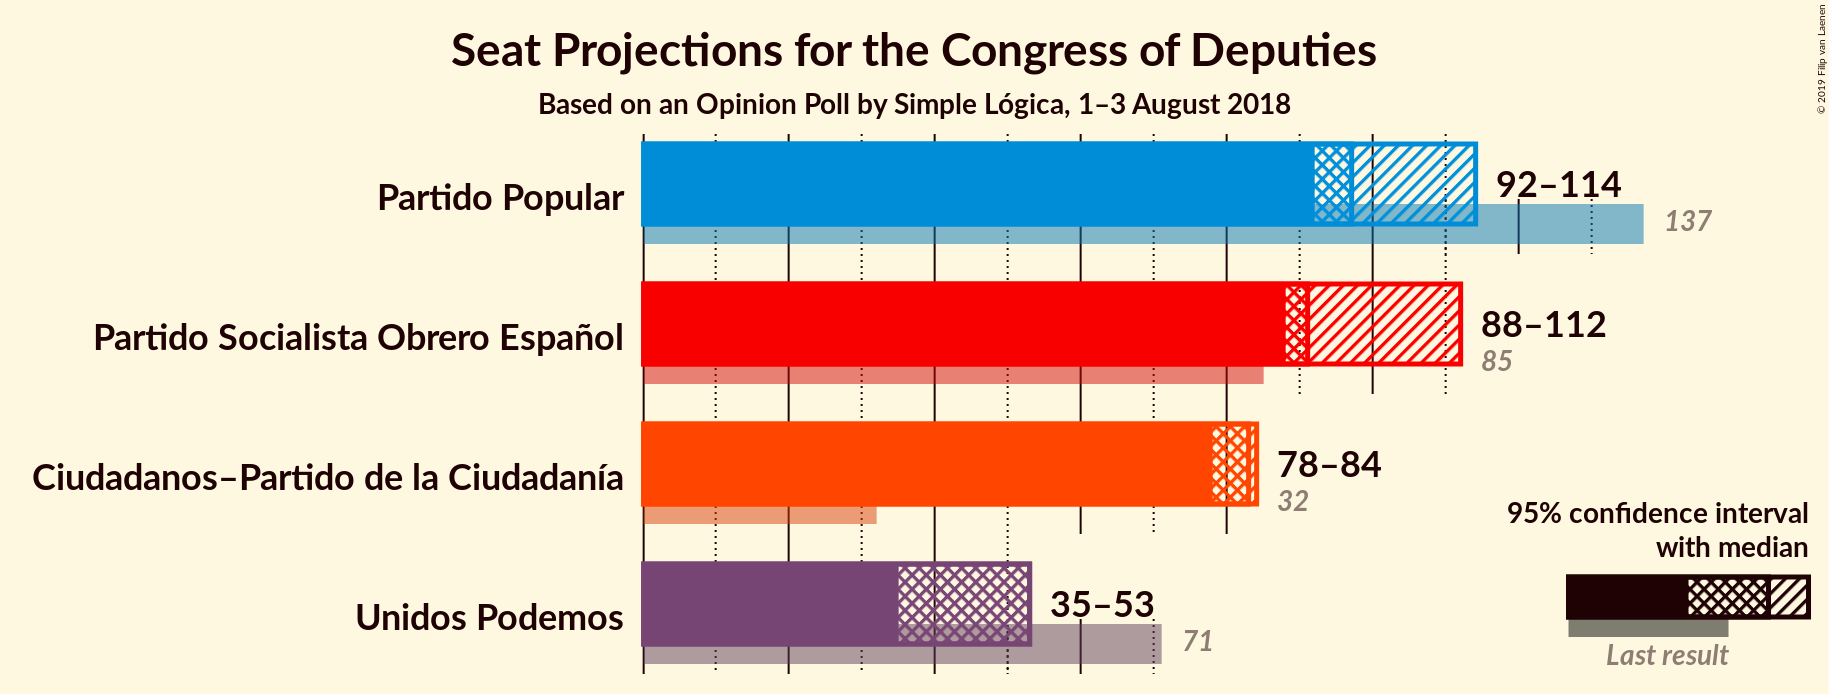 Seat Projections for the Congress of Deputies
Based on an Opinion Poll by Simple Lógica, 1–3 August 2018
© 2019 Filip van Laenen
Partido Popular
92–114
137
Partido Socialista Obrero Español
88–112
85
Ciudadanos–Partido de la Ciudadanía
78–84
32
Unidos Podemos
35–53
71
95% confidence interval
with median
Last result